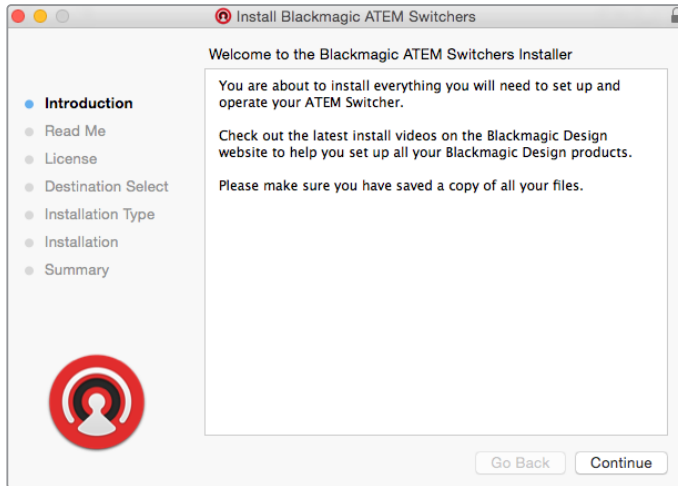 Install Blackmagic ATEM Switchers
Welcome to the Blackmagic ATEM Switchers Installer
Introduction
Read Me
License
Destination Select
Installation Type
Installation
Summary
You are about to install everything you will need to set up and
operate your ATEM Switcher.
Check out the latest install videos on the Blackmagic Design
website to help you set up all your Blackmagic Design products.
Please make sure you have saved a copy of all your files.
Go Back
Continue